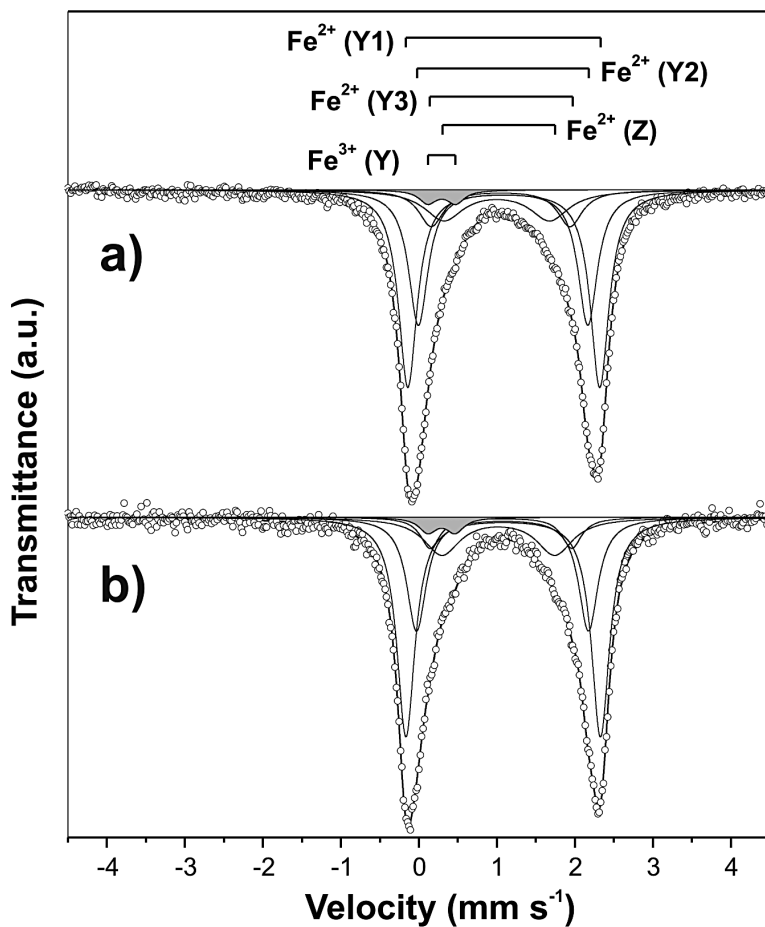 Fe²⁺ (Y1)
Fe²⁺ (Y2)
Fe²⁺ (Y3)
Fe²⁺ (Z)
Fe³⁺ (Y)
a)
b)
Transmittance (a.u.)
-4 -3 -2 -1 0 1 2 3 4
Velocity (mm s⁻¹)